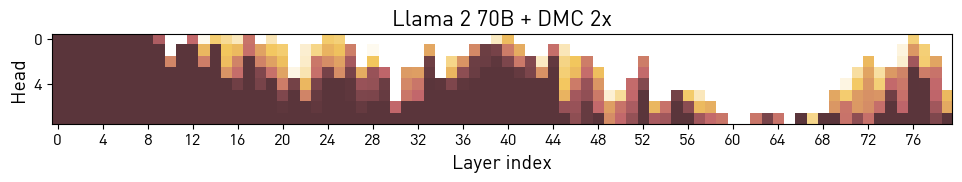 Llama 2 70B + DMC 2x
0
4
Head
0 4 8 12 16 20 24 28 32 36 40 44 48 52 56 60 64 68 72 76
Layer index